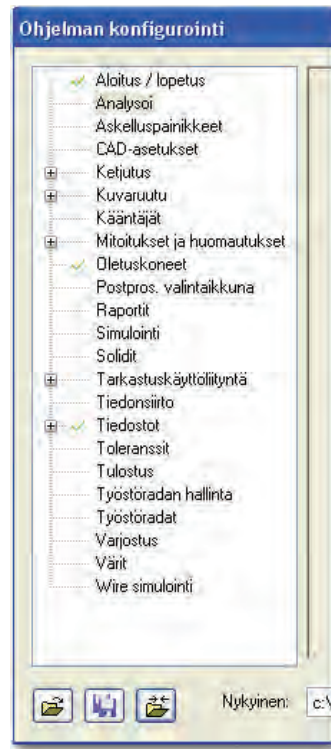 Ohjelman konfigurointi
Aloitus / lopetus
Analysoi
Askelluspainikkeet
CAD-asetukset
Ketjutus
Kuvaruutu
Kääntäjät
Mitoitukset ja huomautukset
Oletuskoneet
Postpros. valintaikkuna
Raportit
Simulointi
Solidit
Tarkastuskäyttöliityntä
Tiedonsiirto
Tiedostot
Toleranssit
Tulostus
Työstöradan hallinta
Työstöradat
Varjostus
Värit
Wire simulointi
Nykyinen: c:\